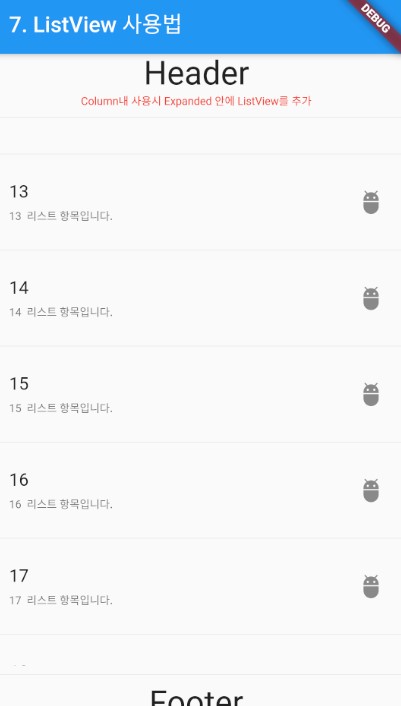 7. ListView 사용법
DEBUG
Header
Column내 사용시 Expanded 안에 ListView를 추가
13
13 리스트 항목입니다.
14
14 리스트 항목입니다.
15
15 리스트 항목입니다.
16
16 리스트 항목입니다.
17
17 리스트 항목입니다.
Footer